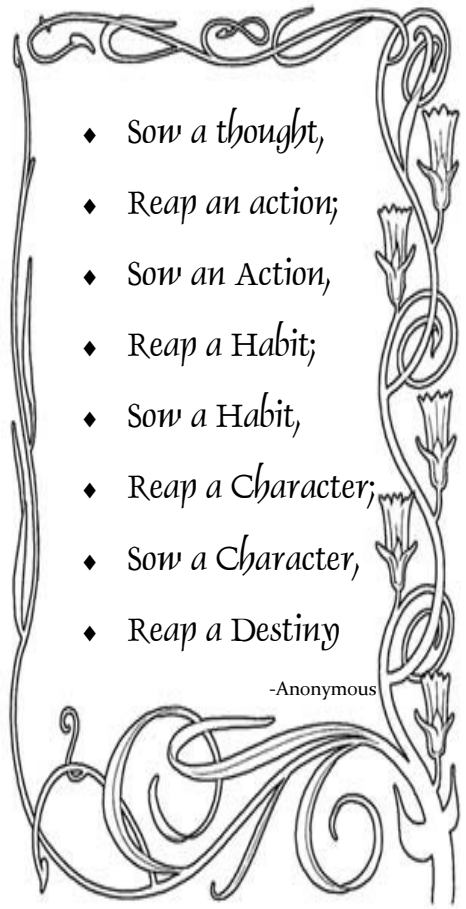 ♦ Sow a thought,
♦ Reap an action;
♦ Sow an Action,
♦ Reap a Habit;
♦ Sow a Habit,
♦ Reap a Character;
♦ Sow a Character,
♦ Reap a Destiny
-Anonymous